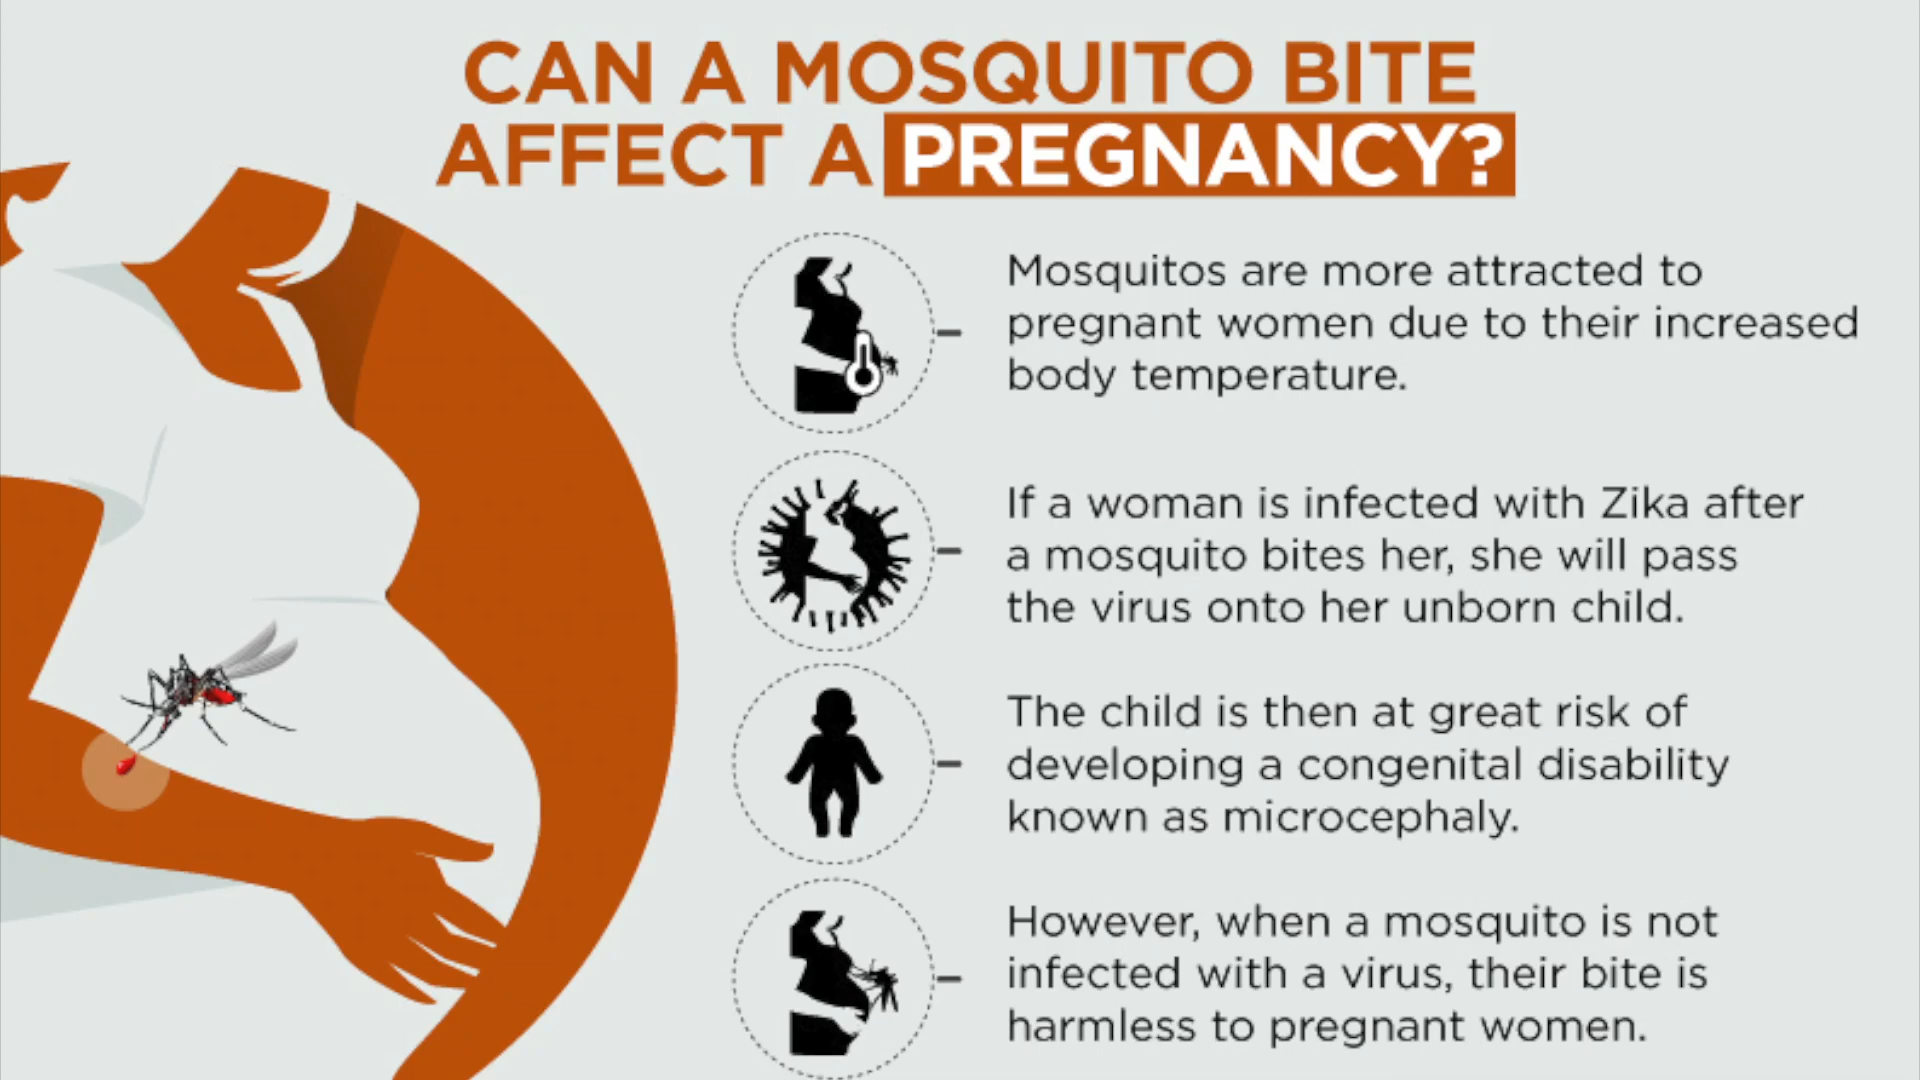 CAN A MOSQUITO BITE
AFFECT A PREGNANCY?
Mosquitos are more attracted to
pregnant women due to their increased
body temperature.
If a woman is infected with Zika after
a mosquito bites her, she will pass
the virus onto her unborn child.
The child is then at great risk of
developing a congenital disability
known as microcephaly.
However, when a mosquito is not
infected with a virus, their bite is
harmless to pregnant women.